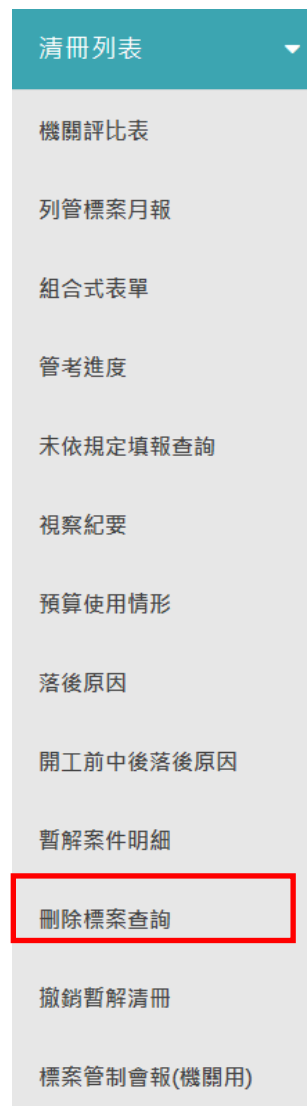 清冊列表
機關評比表
列管標案月報
組合式表單
管考進度
未依規定填報查詢
視察紀要
預算使用情形
落後原因
開工前中後落後原因
暫解案件明細
刪除標案查詢
撤銷暫解清冊
標案管制會報(機關用)